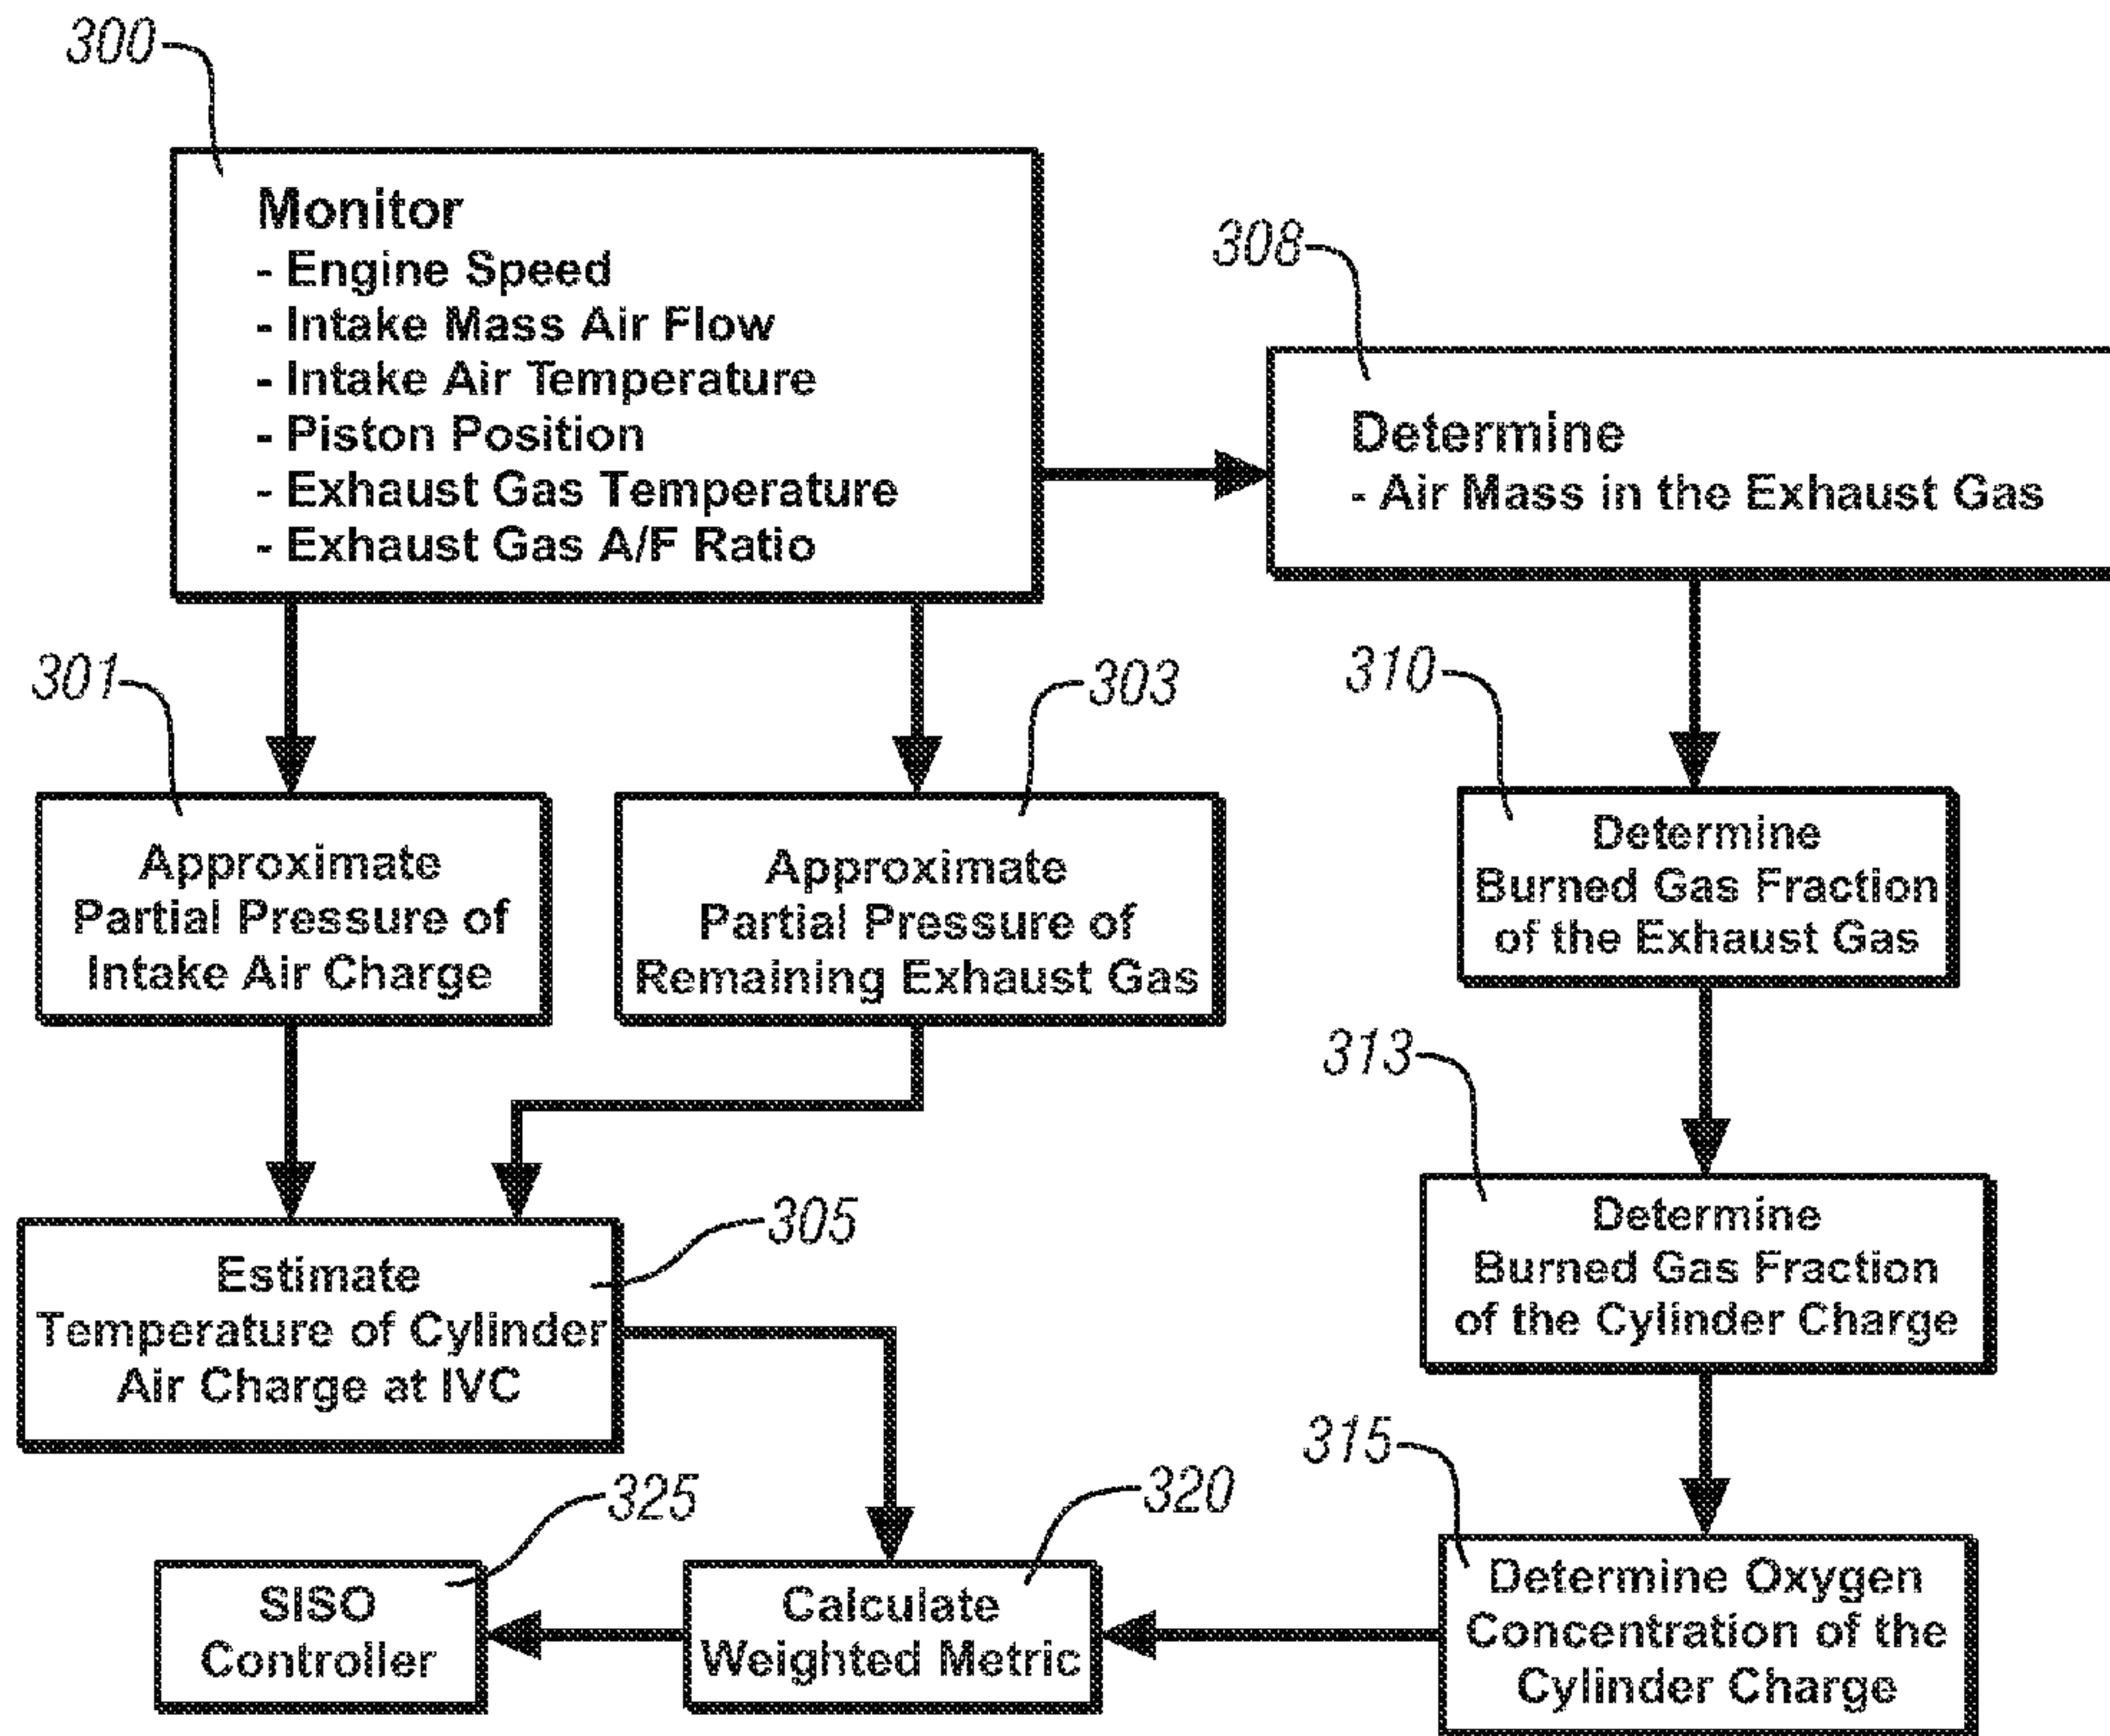 300
Monitor
- Engine Speed
- Intake Mass Air Flow
- Intake Air Temperature
- Piston Position
- Exhaust Gas Temperature
- Exhaust Gas A/F Ratio
308
Determine
- Air Mass in the Exhaust Gas
301
Approximate
Partial Pressure of
Intake Air Charge
303
Approximate
Partial Pressure of
Remaining Exhaust Gas
310
Determine
Burned Gas Fraction
of the Exhaust Gas
313
Determine
Burned Gas Fraction
of the Cylinder Charge
305
Estimate
Temperature of Cylinder
Air Charge at IVC
315
Determine Oxygen
Concentration of the
Cylinder Charge
320
Calculate
Weighted Metric
325
SISO
Controller